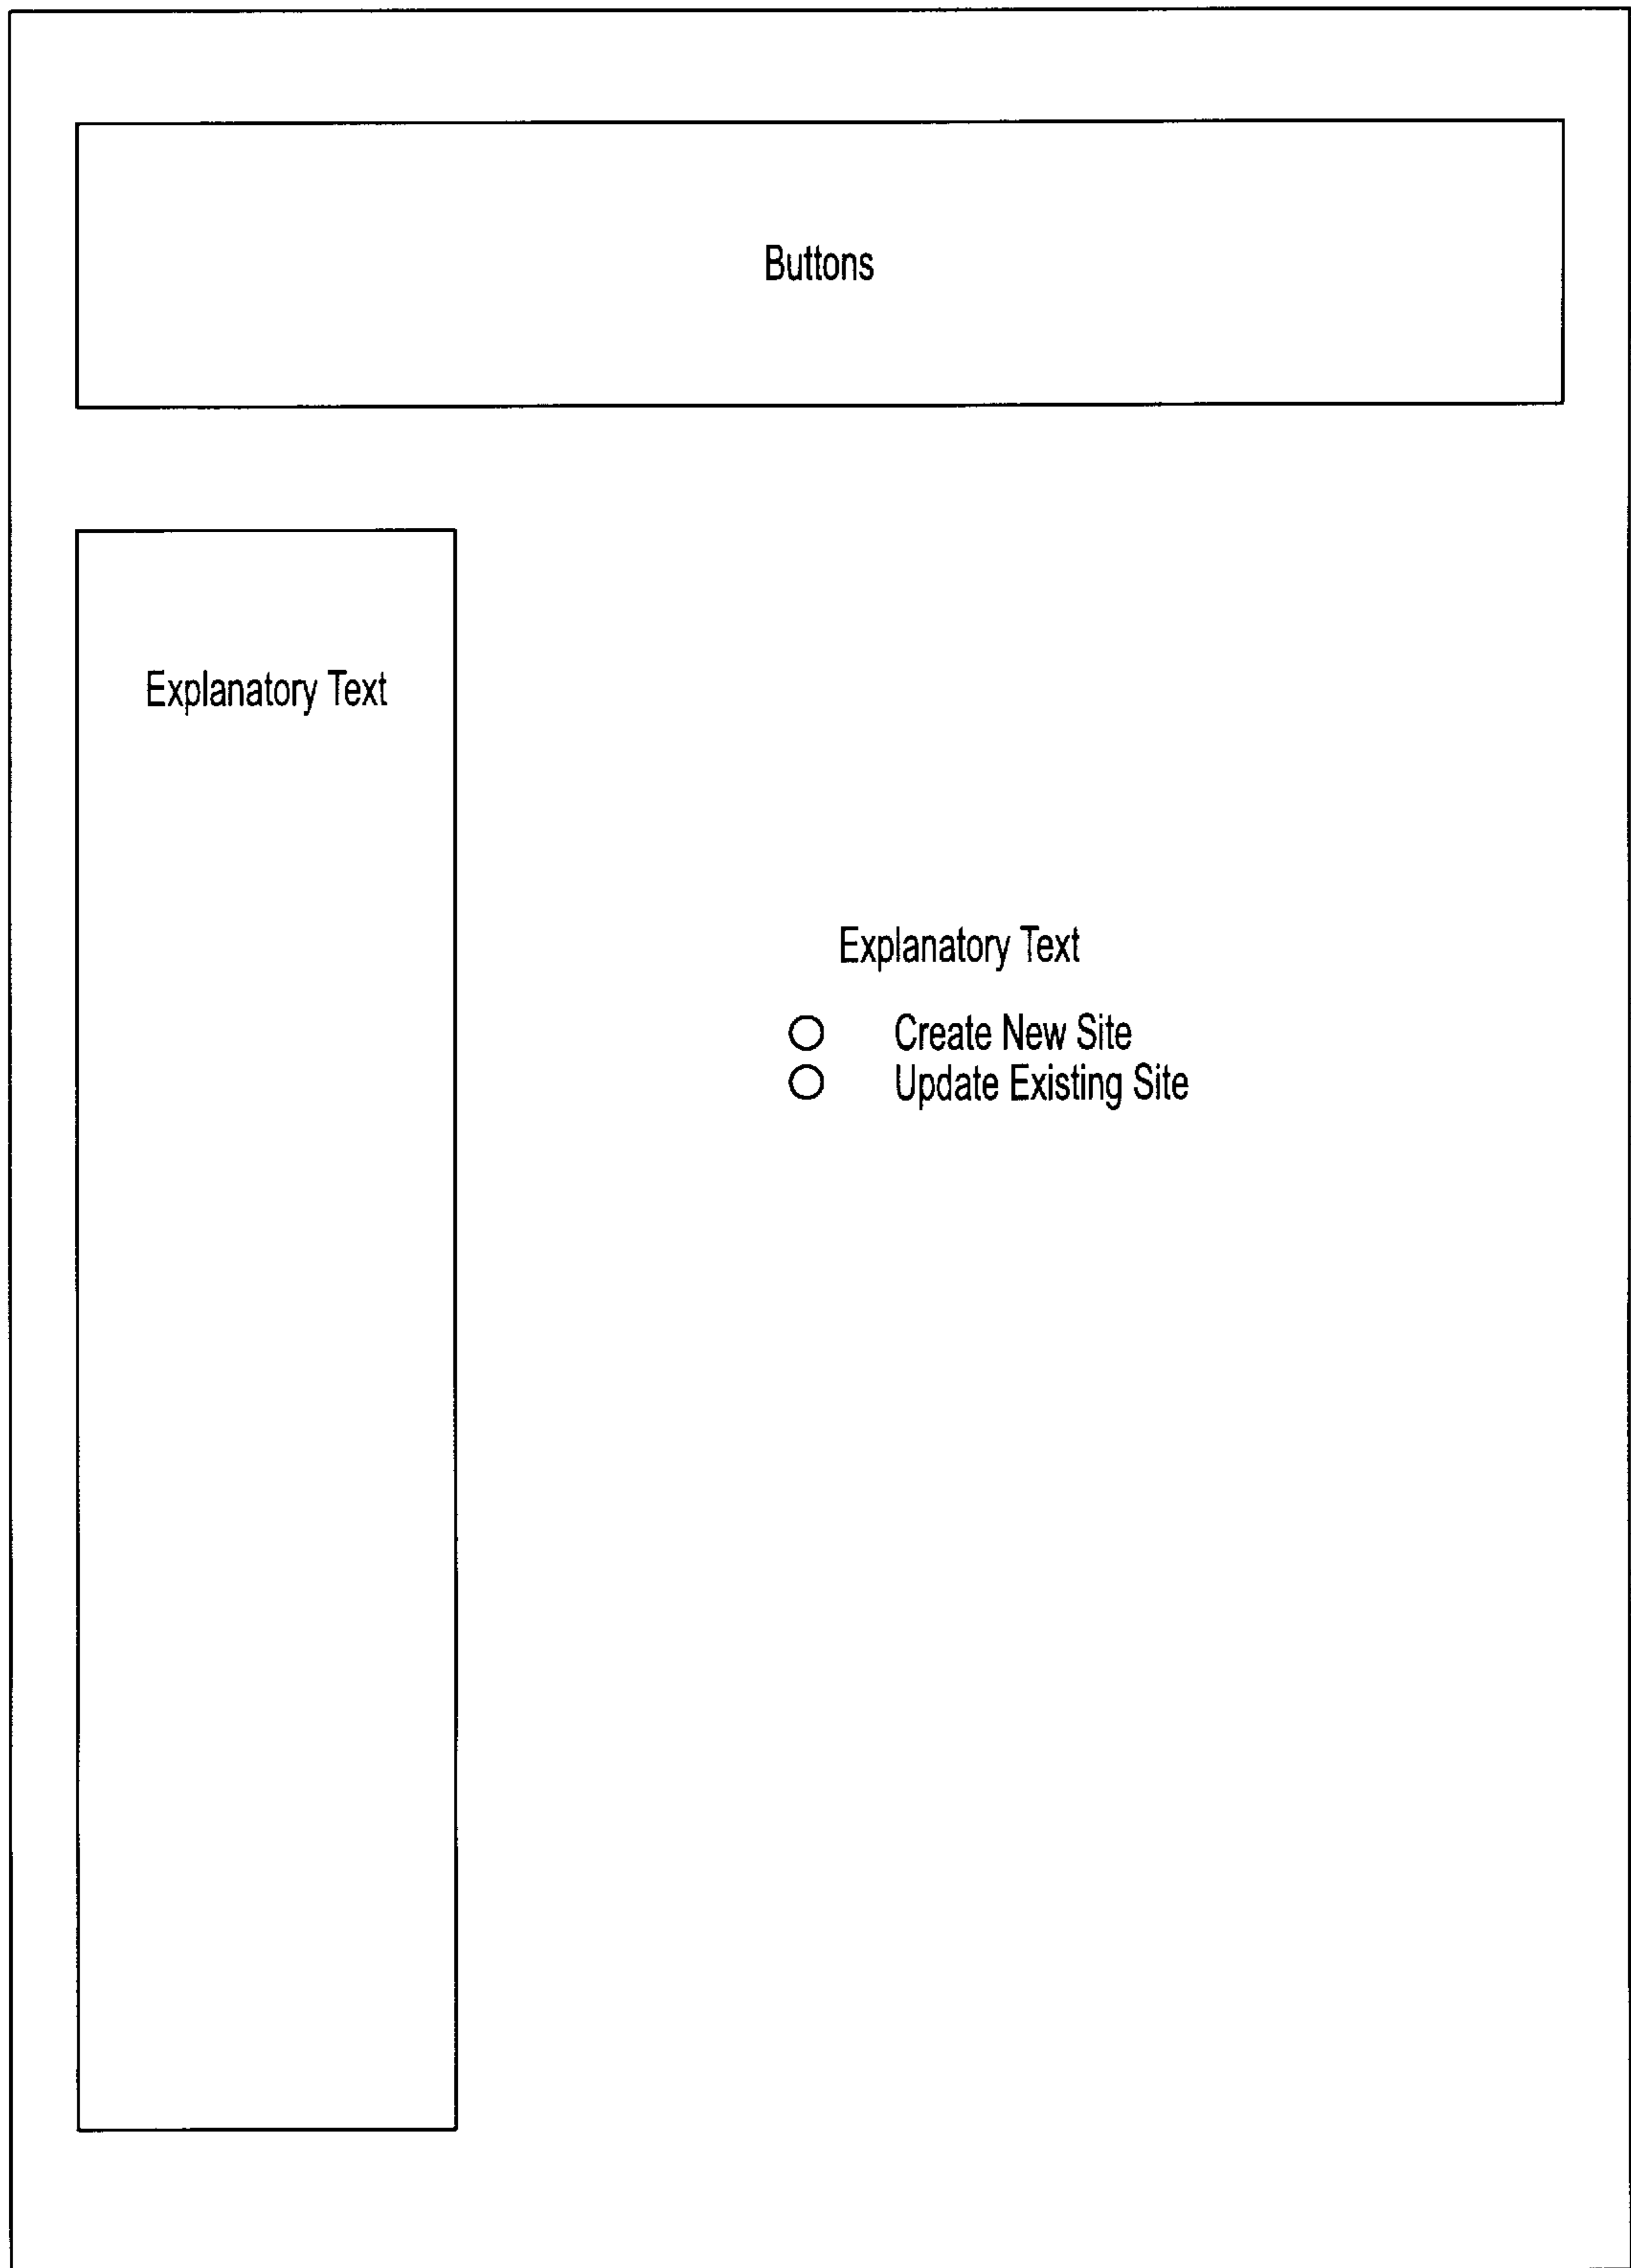 Buttons
Explanatory Text
Explanatory Text
Create New Site
Update Existing Site